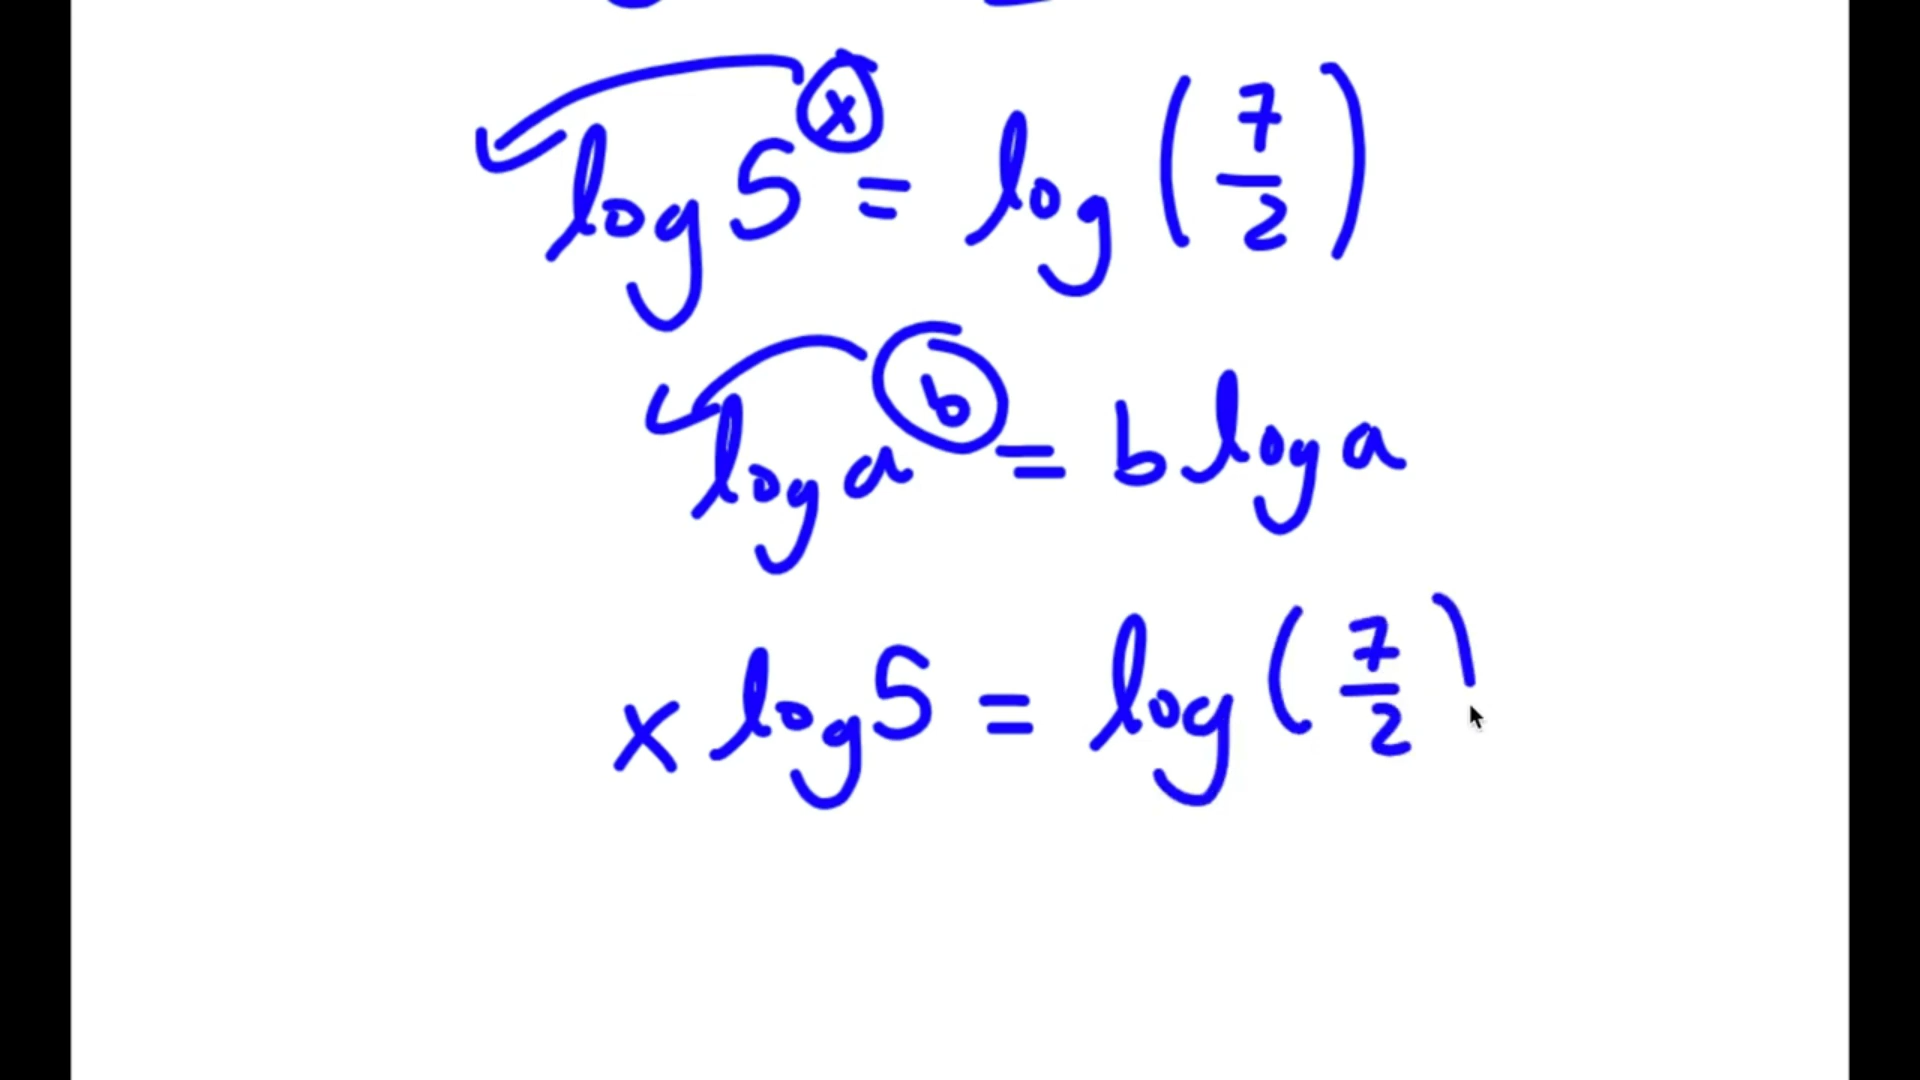 log 5^x = log (7/2)
log a^b = b log a
x log 5 = log (7/2)